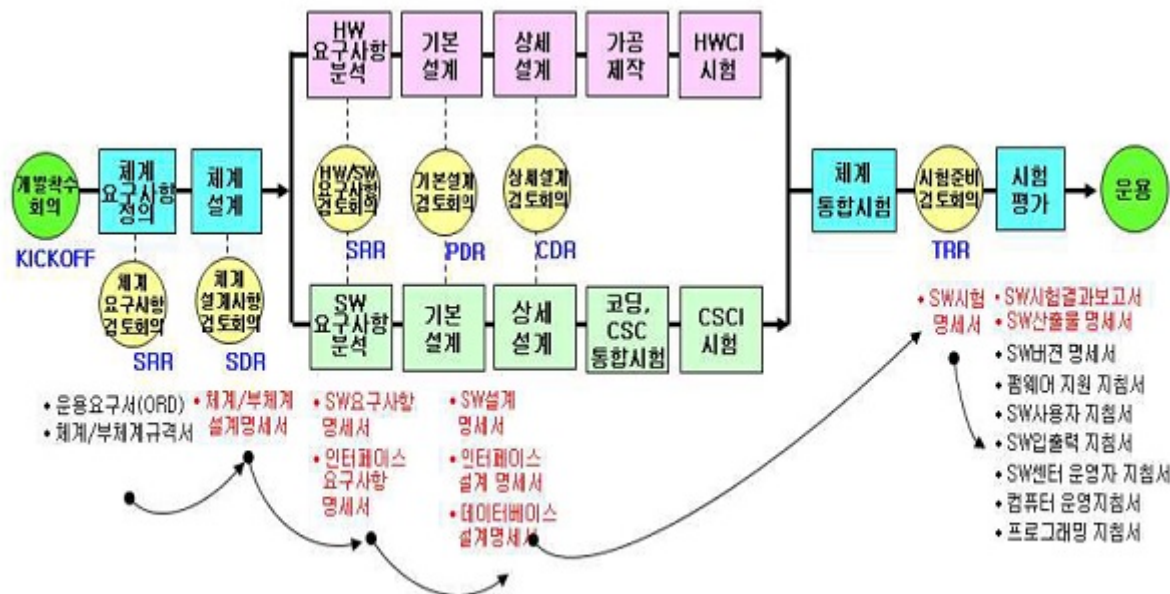 HW
요구사항
분석
기본
설계
상세
설계
가공
제작
HWCI
시험
개발착수
회의
KICKOFF
체계
요구사항
정의
체계
설계
HW/SW
요구사항
검토회의
SRR
기본설계
검토회의
PDR
상세설계
검토회의
CDR
체계
통합시험
시험준비
검토회의
TRR
시험
평가
운용
체계
요구사항
검토회의
SRR
체계
설계사항
검토회의
SDR
SW
요구사항
분석
기본
설계
상세
설계
코딩,
CSC
통합시험
CSCI
시험
• 운용요구서(ORD)
• 체계/부체계규격서
• 체계/부체계
설계명세서
• SW요구사항
명세서
• 인터페이스
요구사항
명세서
• SW설계
명세서
• 인터페이스
설계 명세서
• 데이터베이스
설계명세서
• SW시험
명세서
• SW시험결과보고서
• SW산출물 명세서
• SW버젼 명세서
• 펌웨어 지원 지침서
• SW사용자 지침서
• SW입출력 지침서
• SW센터 운영자 지침서
• 컴퓨터 운영지침서
• 프로그래밍 지침서